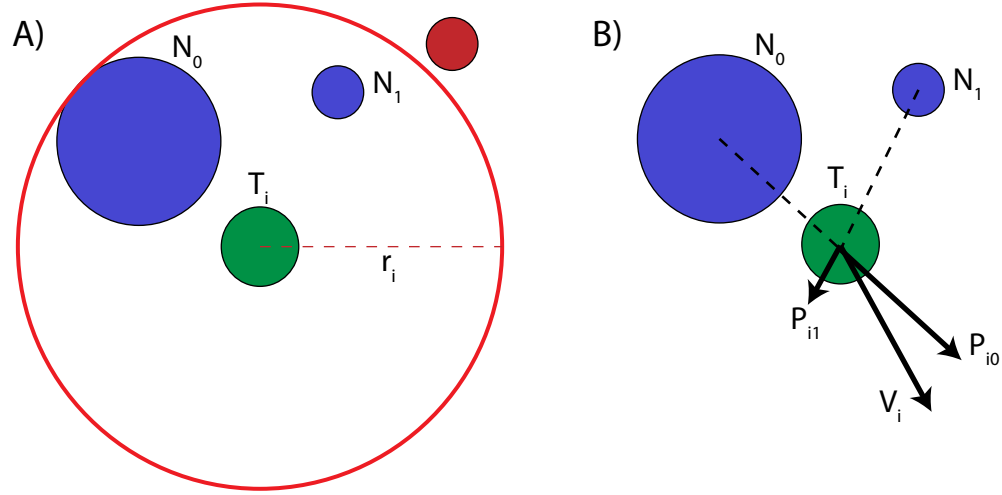 A)
N₀
N₁
Tᵢ
rᵢ
B)
N₀
N₁
Tᵢ
Pᵢ₁
Pᵢ₀
Vᵢ